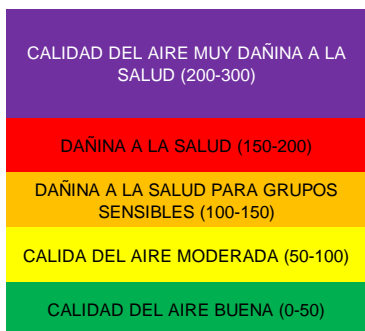 CALIDAD DEL AIRE MUY DAÑINA A LA
SALUD (200-300)
DAÑINA A LA SALUD (150-200)
DAÑINA A LA SALUD PARA GRUPOS
SENSIBLES (100-150)
CALIDA DEL AIRE MODERADA (50-100)
CALIDAD DEL AIRE BUENA (0-50)